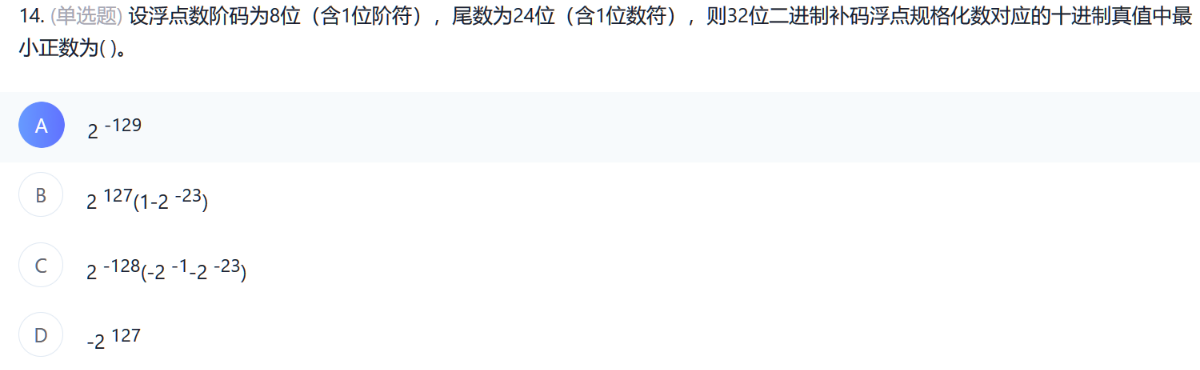 14. (单选题) 设浮点数阶码为8位（含1位阶符），尾数为24位（含1位数符），则32位二进制补码浮点规格化数对应的十进制真值中最
小正数为( )。
A 2 -129
B 2 127(1-2 -23)
C 2 -128(-2 -1-2 -23)
D -2 127